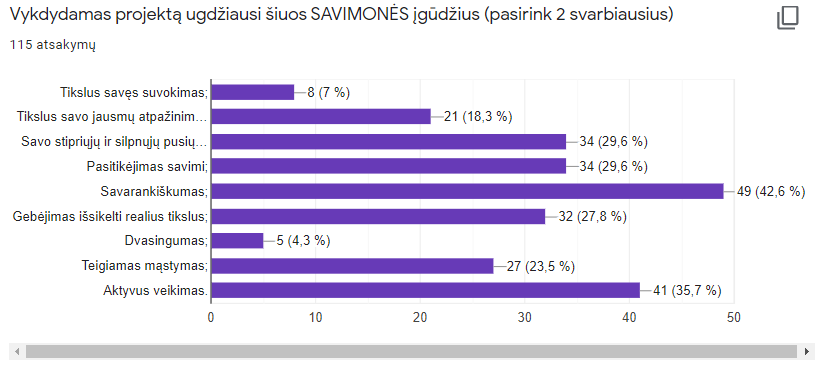 Vykdydamas projektą ugdžiausi šiuos SAVIMONĖS įgūdžius (pasirink 2 svarbiausius)
115 atsakymų
Tikslus savęs suvokimas; 8 (7 %)
Tikslus savo jausmų atpažinim... 21 (18,3 %)
Savo stipriųjų ir silpnųjų pusių... 34 (29,6 %)
Pasitikėjimas savimi; 34 (29,6 %)
Savarankiškumas; 49 (42,6 %)
Gebėjimas išsikelti realius tikslus; 32 (27,8 %)
Dvasingumas; 5 (4,3 %)
Teigiamas mąstymas; 27 (23,5 %)
Aktyvus veikimas. 41 (35,7 %)
0 10 20 30 40 50